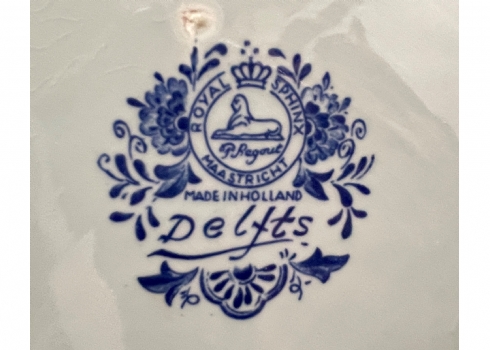 ROYAL SPHINX
P. Regout
MAASTRICHT
MADE IN HOLLAND
Delfts